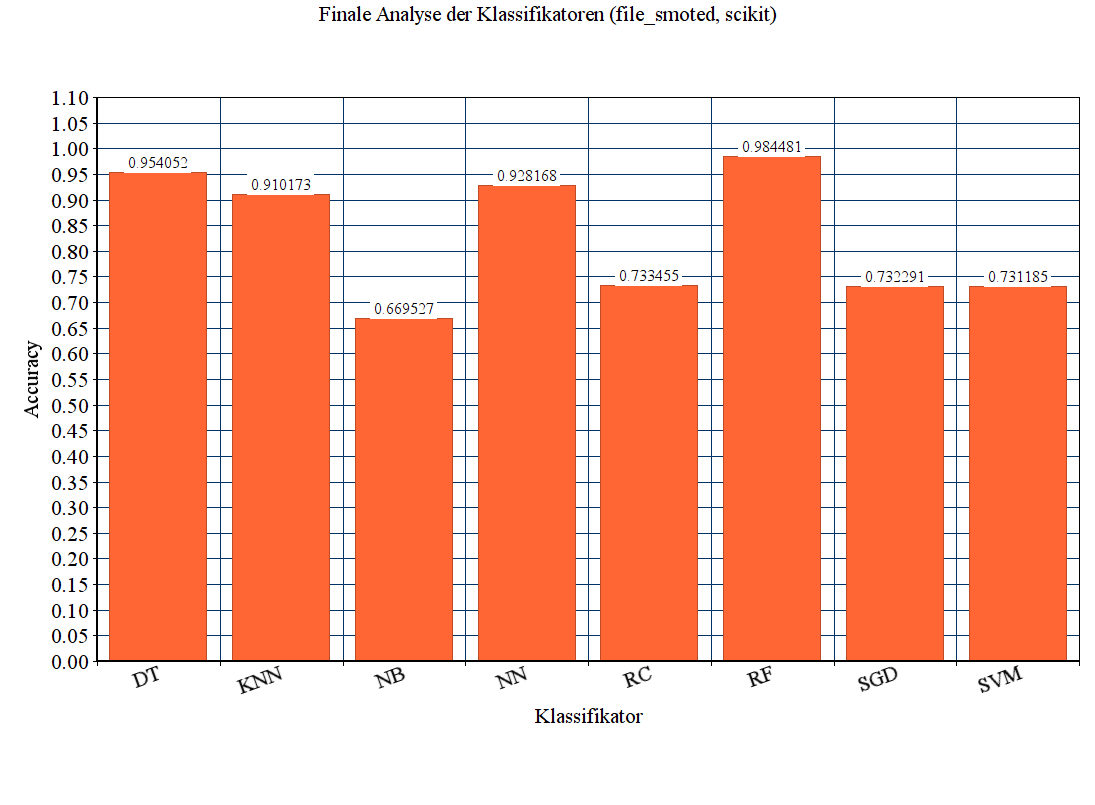 Finale Analyse der Klassifikatoren (file_smoted, scikit)
1.10
1.05
1.00
0.95
0.90
0.85
0.80
0.75
0.70
0.65
0.60
0.55
0.50
0.45
0.40
0.35
0.30
0.25
0.20
0.15
0.10
0.05
0.00
Accuracy
0.954052
0.910173
0.669527
0.928168
0.733455
0.984481
0.732291
0.731185
DT
KNN
NB
NN
RC
RF
SGD
SVM
Klassifikator